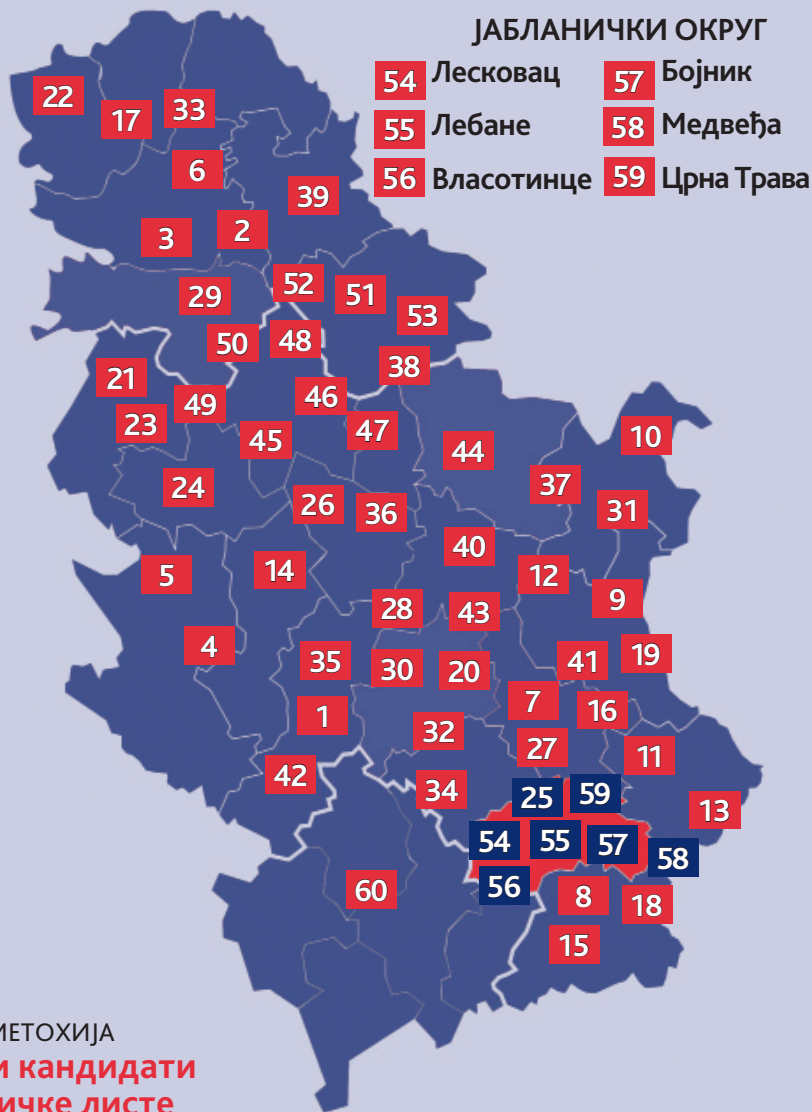 ЈАБЛАНИЧКИ ОКРУГ
54 Лесковац 57 Бојник
55 Лебане 58 Медвеђа
56 Власотинце 59 Црна Трава
22
17 33
6
39
3 2
29 52 51
53
50 48
38
21 46
49
23 47
45 44 10
24 37
26 36 31
40
5 14 12
9
28 43
4 35 30 20 41 19
7 16
1
32 27 11
42 34 25 59
13
54 55 57
58
56
60 8 18
15
МЕТОХИЈА
и кандидати
ичке листе